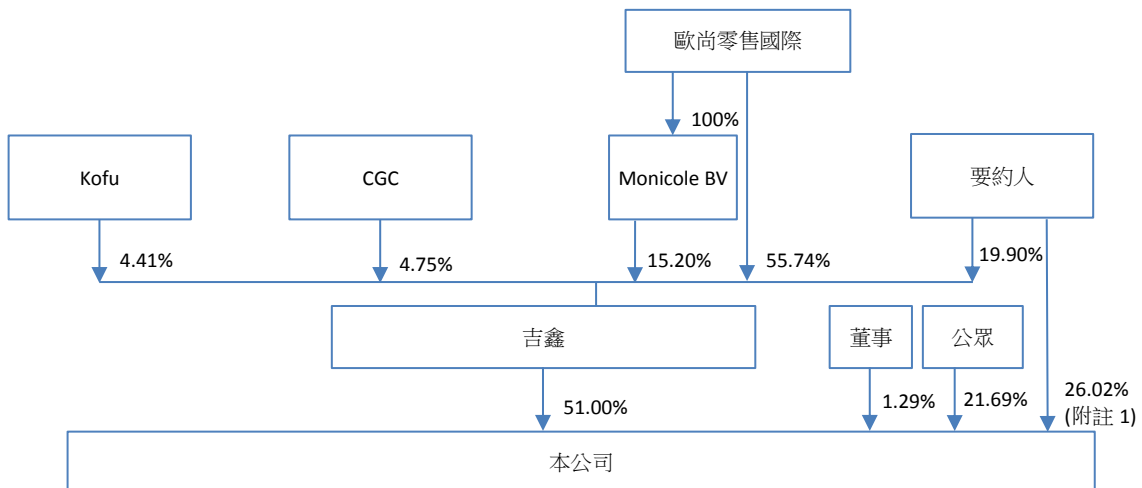 歐尚零售國際
100%
Kofu
CGC
Monicole BV
要約人
4.41%
4.75%
15.20%
55.74%
19.90%
吉鑫
董事
公眾
51.00%
1.29%
21.69%
26.02%
(附註 1)
本公司